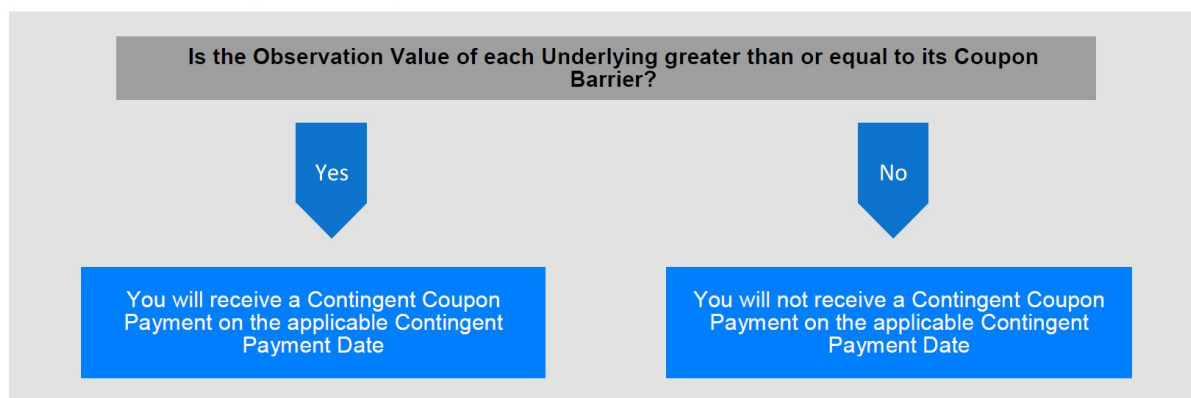 Is the Observation Value of each Underlying greater than or equal to its Coupon
Barrier?
Yes
No
You will receive a Contingent Coupon
Payment on the applicable Contingent
Payment Date
You will not receive a Contingent Coupon
Payment on the applicable Contingent
Payment Date